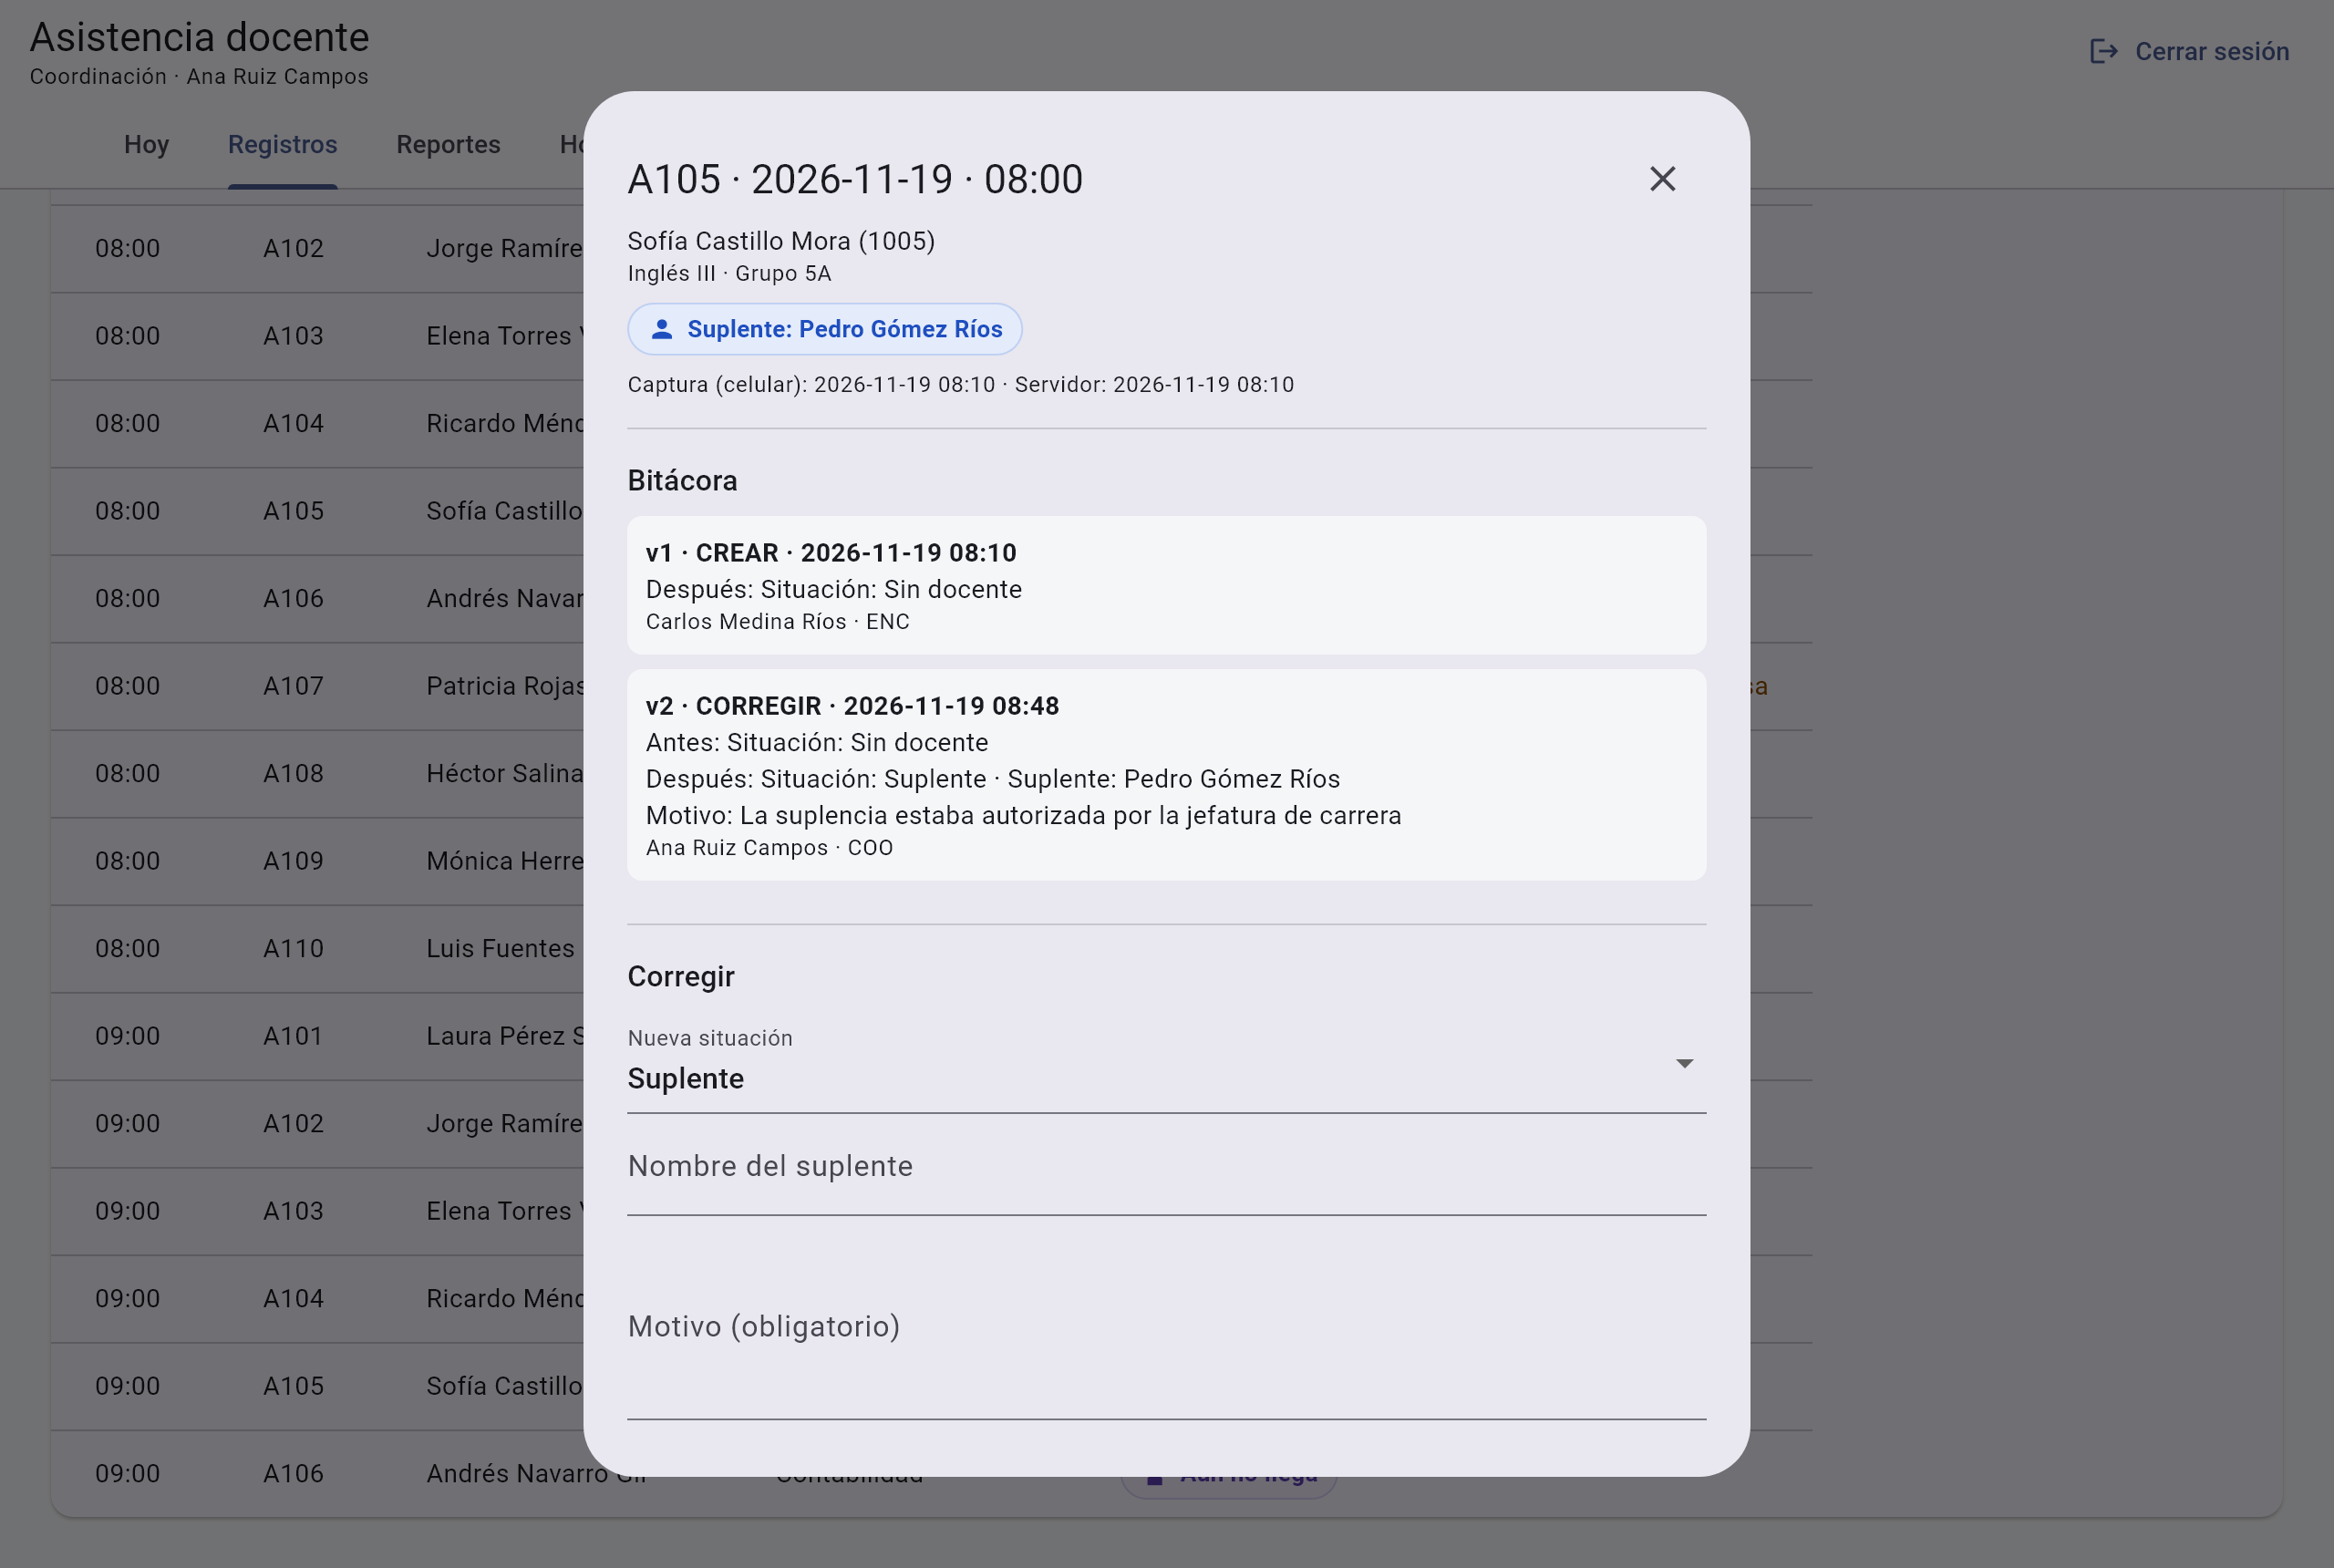 Asistencia docente
Coordinación · Ana Ruiz Campos
Cerrar sesión
Hoy Registros Reportes
08:00 A102 Jorge
08:00 A103 Elena Torres
08:00 A104 Ricardo
08:00 A105 Sofía Castillo
08:00 A106 Andrés
08:00 A107 Patricia Rojas
08:00 A108 Héctor
08:00 A109 Mónica
08:00 A110 Luis Fuentes
09:00 A101 Laura Pérez
09:00 A102 Jorge
09:00 A103 Elena Torres
09:00 A104 Ricardo
09:00 A105 Sofía Castillo
09:00 A106 Andrés Navarro
A105 · 2026-11-19 · 08:00
Sofía Castillo Mora (1005)
Inglés III · Grupo 5A
Suplente: Pedro Gómez Ríos
Captura (celular): 2026-11-19 08:10 · Servidor: 2026-11-19 08:10
Bitácora
v1 · CREAR · 2026-11-19 08:10
Después: Situación: Sin docente
Carlos Medina Ríos · ENC
v2 · CORREGIR · 2026-11-19 08:48
Antes: Situación: Sin docente
Después: Situación: Suplente · Suplente: Pedro Gómez Ríos
Motivo: La suplencia estaba autorizada por la jefatura de carrera
Ana Ruiz Campos · COO
Corregir
Nueva situación
Suplente
Nombre del suplente
Motivo (obligatorio)